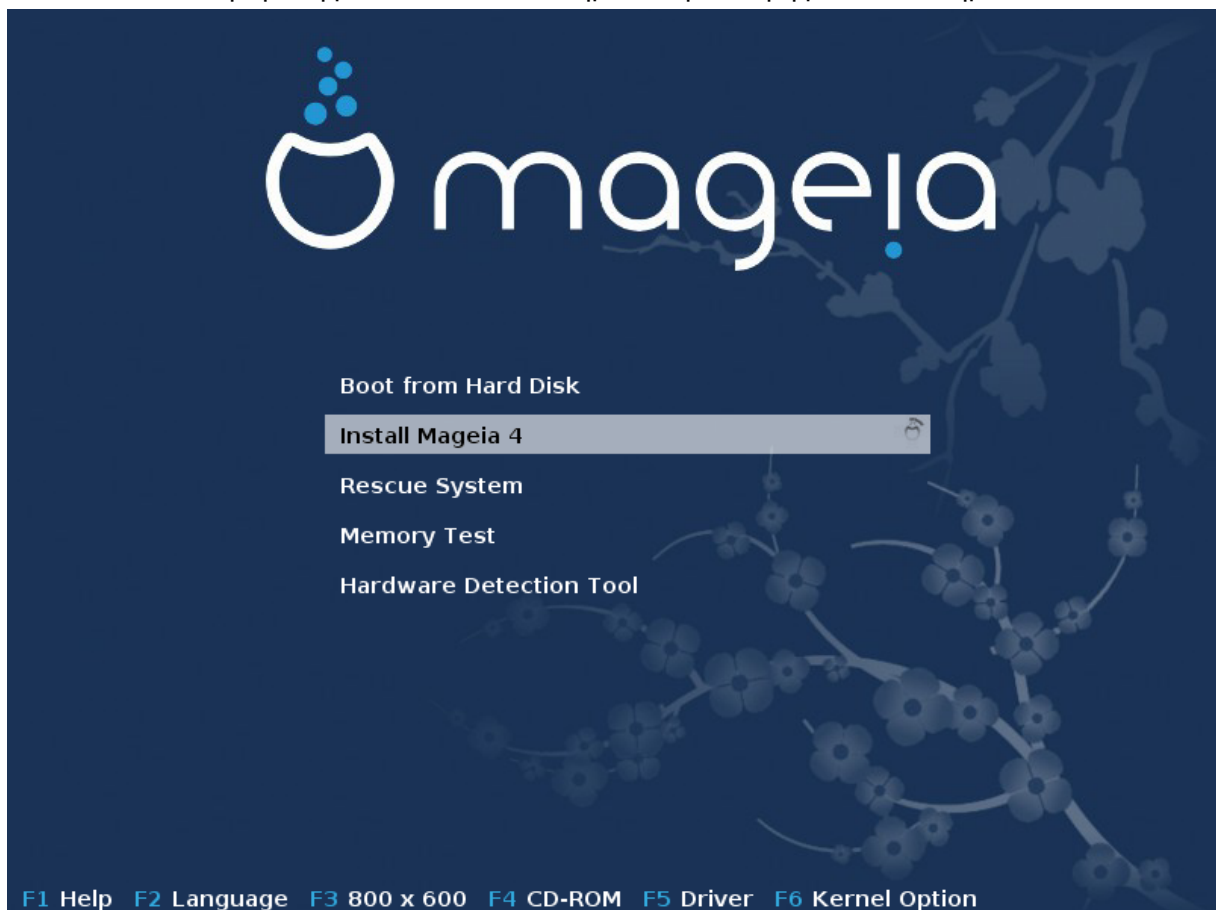 mageia
Boot from Hard Disk
Install Mageia 4
Rescue System
Memory Test
Hardware Detection Tool
F1 Help F2 Language F3 800 x 600 F4 CD-ROM F5 Driver F6 Kernel Option